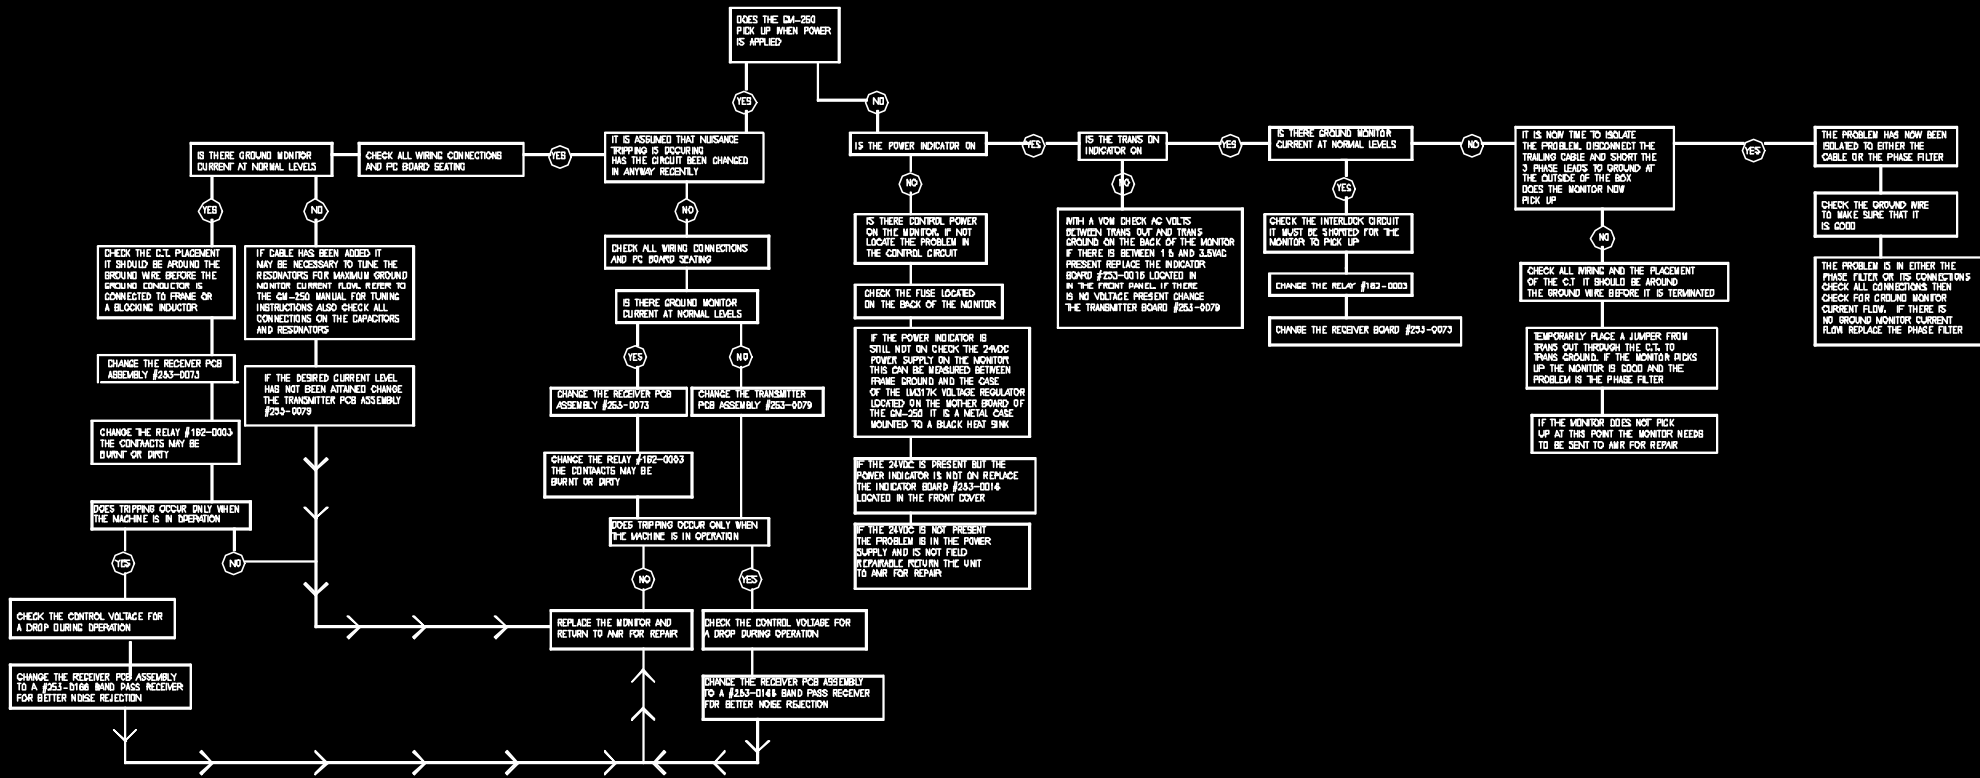 DOES THE GM-250
PICK UP WHEN POWER
IS APPLIED
YES
NO
IS THERE GROUND MONITOR
CURRENT AT NORMAL LEVELS
CHECK ALL WIRING CONNECTIONS
AND PC BOARD SEATING
YES
IT IS ASSUMED THAT NUISANCE
TRIPPING IS OCCURING
HAS THE CIRCUIT BEEN CHANGED
IN ANYWAY RECENTLY
IS THE POWER INDICATOR ON
YES
IS THE TRANS ON
INDICATOR ON
YES
IS THERE GROUND MONITOR
CURRENT AT NORMAL LEVELS
NO
IT IS NOW TIME TO ISOLATE
THE PROBLEM. DISCONNECT THE
TRAILING CABLE AND SHORT THE
3 PHASE LEADS TO GROUND AT
THE OUTSIDE OF THE BOX
DOES THE MONITOR NOW
PICK UP
YES
THE PROBLEM HAS NOW BEEN
ISOLATED TO EITHER THE
CABLE OR THE PHASE FILTER
YES
NO
NO
NO
NO
YES
NO
CHECK THE C.T. PLACEMENT
IT SHOULD BE AROUND THE
GROUND WIRE BEFORE THE
GROUND CONDUCTOR IS
CONNECTED TO FRAME OR
A BLOCKING INDUCTOR
IF CABLE HAS BEEN ADDED IT
MAY BE NECESSARY TO TUNE THE
RESONATORS FOR MAXIMUM GROUND
MONITOR CURRENT FLOW. REFER TO
THE GM-250 MANUAL FOR TUNING
INSTRUCTIONS ALSO CHECK ALL
CONNECTIONS ON THE CAPACITORS
AND RESONATORS
CHECK ALL WIRING CONNECTIONS
AND PC BOARD SEATING
IS THERE CONTROL POWER
ON THE MONITOR. IF NOT
LOCATE THE PROBLEM IN
THE CONTROL CIRCUIT
WITH A VOM CHECK AC VOLTS
BETWEEN TRANS OUT AND TRANS
GROUND ON THE BACK OF THE MONITOR
IF THERE IS BETWEEN 1.5 AND 3.5VAC
PRESENT REPLACE THE INDICATOR
BOARD #253-0016 LOCATED IN
IN THE FRONT PANEL. IF THERE
IS NO VOLTAGE PRESENT CHANGE
THE TRANSMITTER BOARD #253-0079
CHECK THE INTERLOCK CIRCUIT
IT MUST BE SHORTED FOR THE
MONITOR TO PICK UP
CHANGE THE RELAY #182-0003
CHANGE THE RECEIVER BOARD #253-0073
CHECK ALL WIRING AND THE PLACEMENT
OF THE C.T IT SHOULD BE AROUND
THE GROUND WIRE BEFORE IT IS TERMINATED
TEMPORARILY PLACE A JUMPER FROM
TRANS OUT THROUGH THE C.T. TO
TRANS GROUND. IF THE MONITOR PICKS
UP THE MONITOR IS GOOD AND THE
PROBLEM IS THE PHASE FILTER
IF THE MONITOR DOES NOT PICK
UP AT THIS POINT THE MONITOR NEEDS
TO BE SENT TO AMR FOR REPAIR
CHECK THE GROUND WIRE
TO MAKE SURE THAT IT
IS GOOD
THE PROBLEM IS IN EITHER THE
PHASE FILTER OR ITS CONNECTIONS
CHECK ALL CONNECTIONS THEN
CHECK FOR GROUND MONITOR
CURRENT FLOW. IF THERE IS
NO GROUND MONITOR CURRENT
FLOW REPLACE THE PHASE FILTER
CHECK THE FUSE LOCATED
ON THE BACK OF THE MONITOR
IS THERE GROUND MONITOR
CURRENT AT NORMAL LEVELS
IF THE POWER INDICATOR IS
STILL NOT ON CHECK THE 24VDC
POWER SUPPLY ON THE MONITOR
THIS CAN BE MEASURED BETWEEN
FRAME GROUND AND THE CASE
OF THE LM317K VOLTAGE REGULATOR
LOCATED ON THE MOTHER BOARD OF
THE GM-250 IT IS A METAL CASE
MOUNTED TO A BLACK HEAT SINK
YES
NO
CHANGE THE RECEIVER PCB
ASSEMBLY #253-0073
IF THE DESIRED CURRENT LEVEL
HAS NOT BEEN ATTAINED CHANGE
THE TRANSMITTER PCB ASSEMBLY
#253-0079
CHANGE THE RECEIVER PCB
ASSEMBLY #253-0073
CHANGE THE TRANSMITTER
PCB ASSEMBLY #253-0079
CHANGE THE RELAY #182-0003
THE CONTAACTS MAY BE
BURNT OR DIRTY
CHANGE THE RELAY #182-0003
THE CONTAACTS MAY BE
BURNT OR DIRTY
IF THE 24VDC IS PRESENT BUT THE
POWER INDICATOR IS NOT ON REPLACE
THE INDICATOR BOARD #253-0016
LOCATED IN THE FRONT COVER
IF THE 24VDC IS NOT PRESENT
THE PROBLEM IS IN THE POWER
SUPPLY AND IS NOT FIELD
REPAIRABLE RETURN THE UNIT
TO AMR FOR REPAIR
DOES TRIPPING OCCUR ONLY WHEN
THE MACHINE IS IN OPERATION
DOES TRIPPING OCCUR ONLY WHEN
THE MACHINE IS IN OPERATION
YES
NO
NO
YES
CHECK THE CONTROL VOLTAGE FOR
A DROP DURING OPERATION
REPLACE THE MONITOR AND
RETURN TO AMR FOR REPAIR
CHECK THE CONTROL VOLTAGE FOR
A DROP DURING OPERATION
CHANGE THE RECEIVER PCB ASSEMBLY
TO A BAND PASS RECEIVER
FOR BETTER NOISE REJECTION
CHANGE THE RECEIVER PCB ASSEMBLY
TO A BAND PASS RECEIVER
FOR BETTER NOISE REJECTION